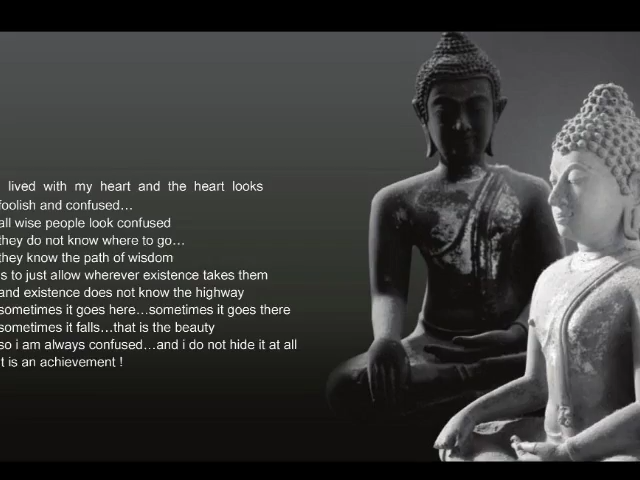 lived with my heart and the heart looks
foolish and confused...
all wise people look confused
they do not know where to go...
they know the path of wisdom
is to just allow wherever existence takes them
and existence does not know the highway
sometimes it goes here...sometimes it goes there
sometimes it falls...that is the beauty
so i am always confused...and i do not hide it at all
it is an achievement !